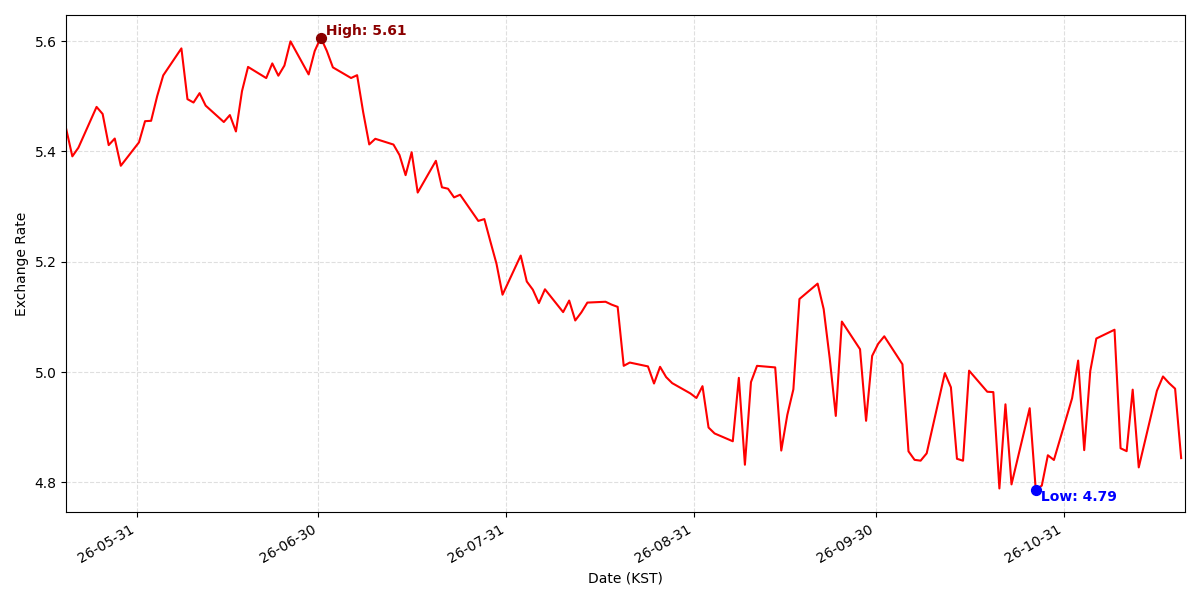 High: 5.61
5.6
5.4
5.2
5.0
4.8
Exchange Rate
Low: 4.79
26-05-31
26-06-30
26-07-31
26-08-31
26-09-30
26-10-31
Date (KST)